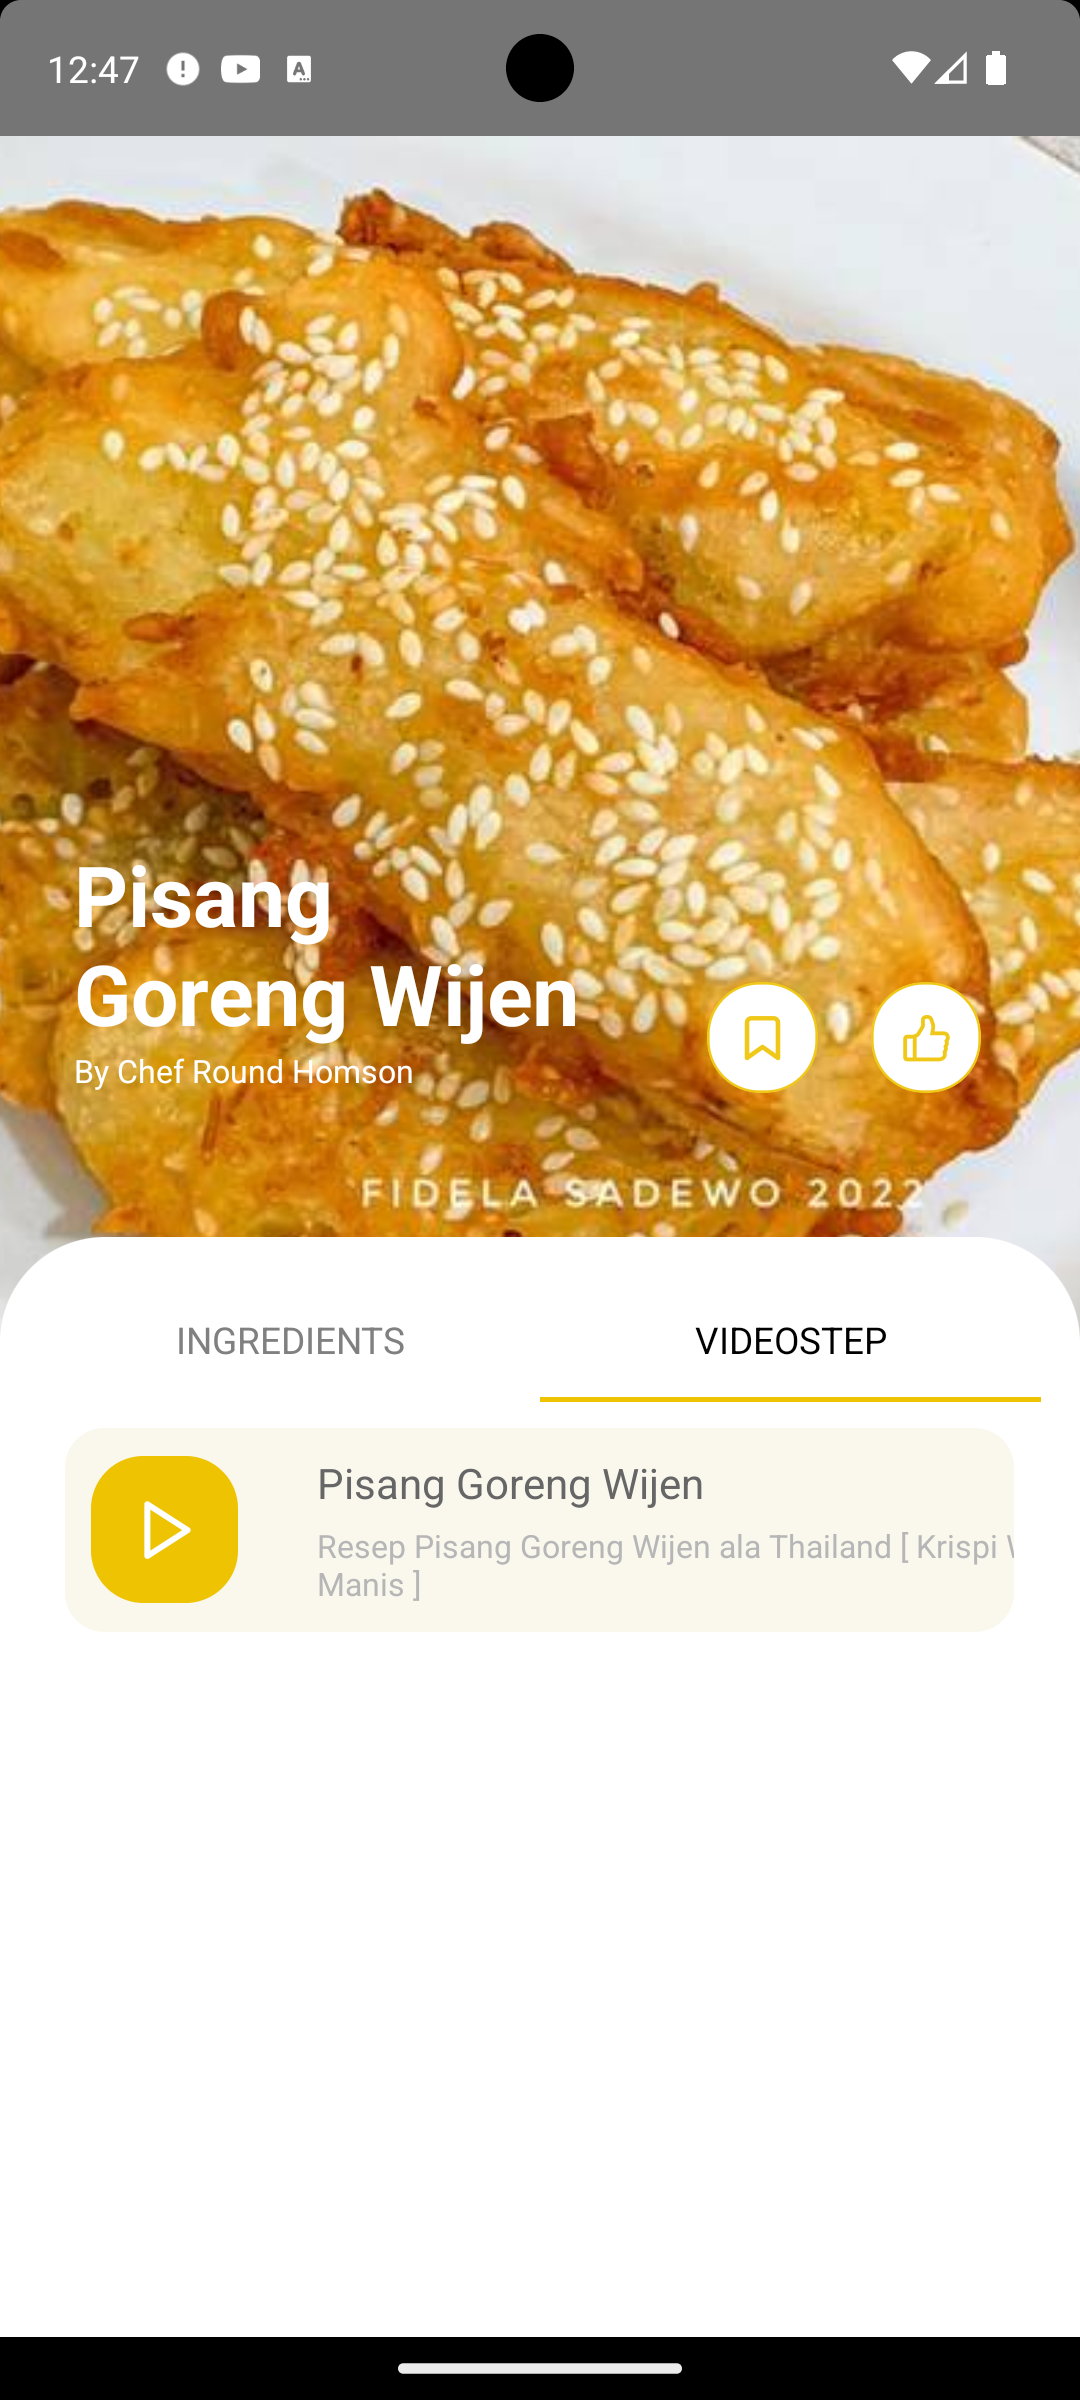 12:47
Pisang
Goreng Wijen
By Chef Round Homson
FIDELA SADEWO 2022
INGREDIENTS
VIDEOSTEP
Pisang Goreng Wijen
Resep Pisang Goreng Wijen ala Thailand [ Krispi
Manis ]